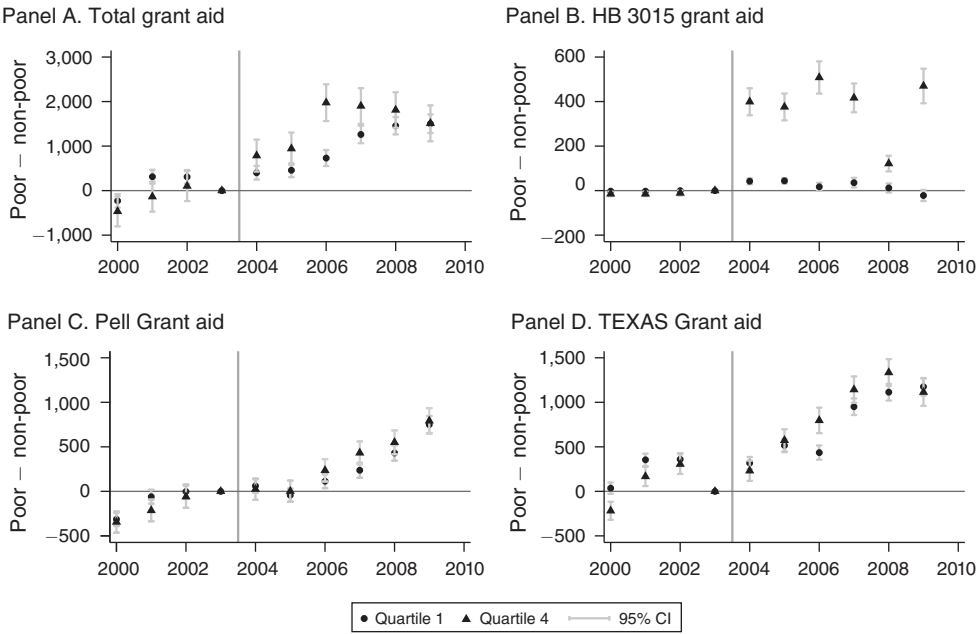 Panel A. Total grant aid
Poor – non-poor
3,000
2,000
1,000
0
–1,000
2000 2002 2004 2006 2008 2010
Panel B. HB 3015 grant aid
Poor – non-poor
600
400
200
0
–200
2000 2002 2004 2006 2008 2010
Panel C. Pell Grant aid
Poor – non-poor
1,500
1,000
500
0
–500
2000 2002 2004 2006 2008 2010
Panel D. TEXAS Grant aid
Poor – non-poor
1,500
1,000
500
0
–500
2000 2002 2004 2006 2008 2010
Quartile 1 Quartile 4 95% CI